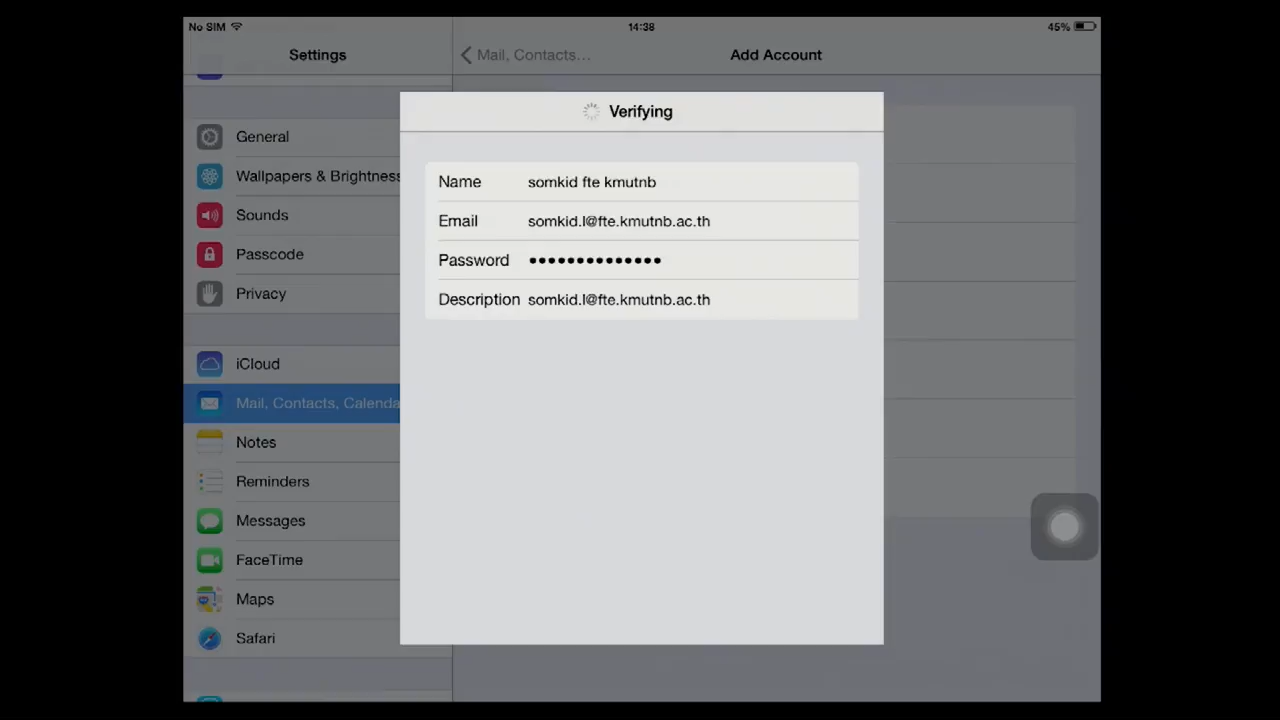 No SIM
14:38
45%
Settings
Mail, Contacts...
Add Account
Verifying
General
Wallpapers & Brightness
Sounds
Passcode
Privacy
iCloud
Mail, Contacts, Calenda
Notes
Reminders
Messages
FaceTime
Maps
Safari
Name somkid fte kmutnb
Email somkid.l@fte.kmutnb.ac.th
Password ••••••••••••••
Description somkid.l@fte.kmutnb.ac.th